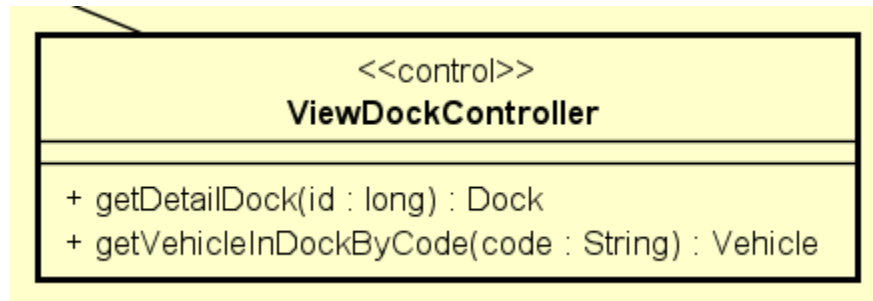 <<control>>
ViewDockController
+ getDetailDock(id : long) : Dock
+ getVehicleInDockByCode(code : String) : Vehicle